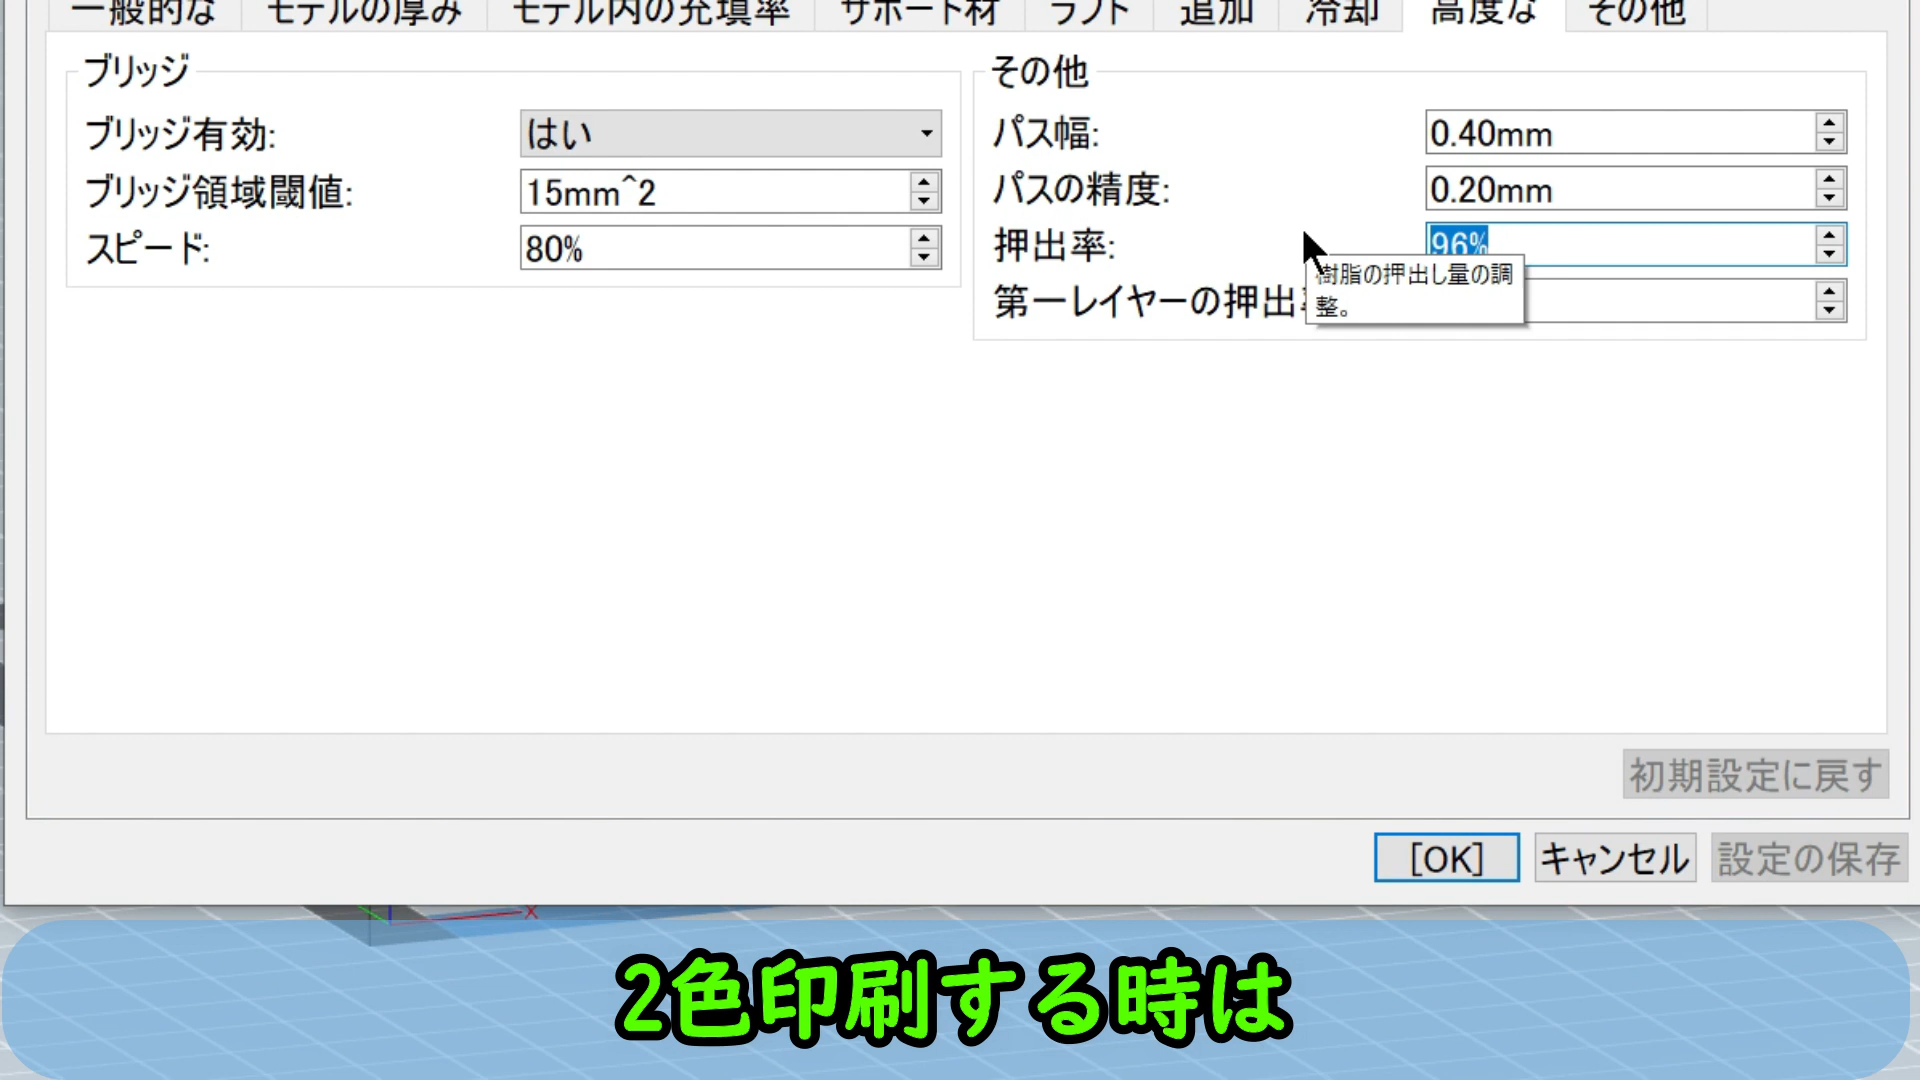 一般的な モデルの厚み モデル内の充填率 サポート材 ラフト 追加 冷却 高度な その他
ブリッジ
ブリッジ有効: はい
ブリッジ領域閾値: 15mm^2
スピード: 80%
その他
パス幅: 0.40mm
パスの精度: 0.20mm
押出率: 96%
第一レイヤーの押出
樹脂の押出し量の調
整。
初期設定に戻す
[OK] キャンセル 設定の保存
X
2色印刷する時は